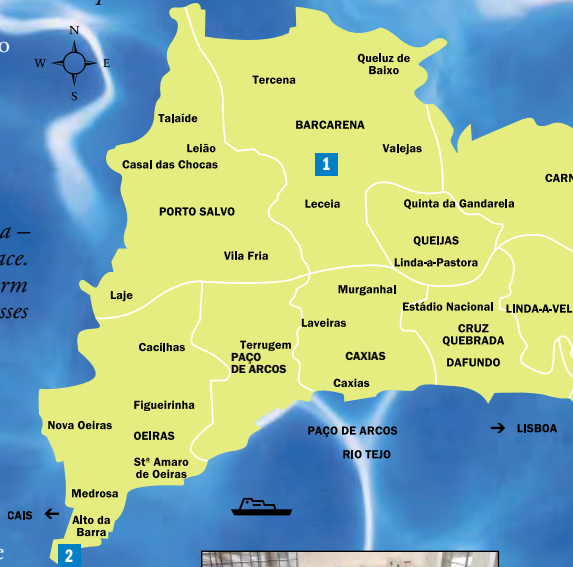 N
W E
S
o
Queluz de
Baixo
Tercena
Talaíde
BARCARENA
Leião
Valejas
Casal das Chocas
1
CARN
PORTO SALVO
Leceia
Quinta da Gandarela
a –
ace.
QUEIJAS
Vila Fria
Linda-a-Pastora
rm
Laje
Murganhal
sses
Estádio Nacional
LINDA-A-VEL
Laveiras
CRUZ
QUEBRADA
Cacilhas
Terrugem
PAÇO
DE ARCOS
CAXIAS
DAFUNDO
Caxias
Figueirinha
Nova Oeiras
OEIRAS
PAÇO DE ARCOS
→ LISBOA
RIO TEJO
Stº Amaro
de Oeiras
Medrosa
CAIS ←
Alto da
Barra
e
2